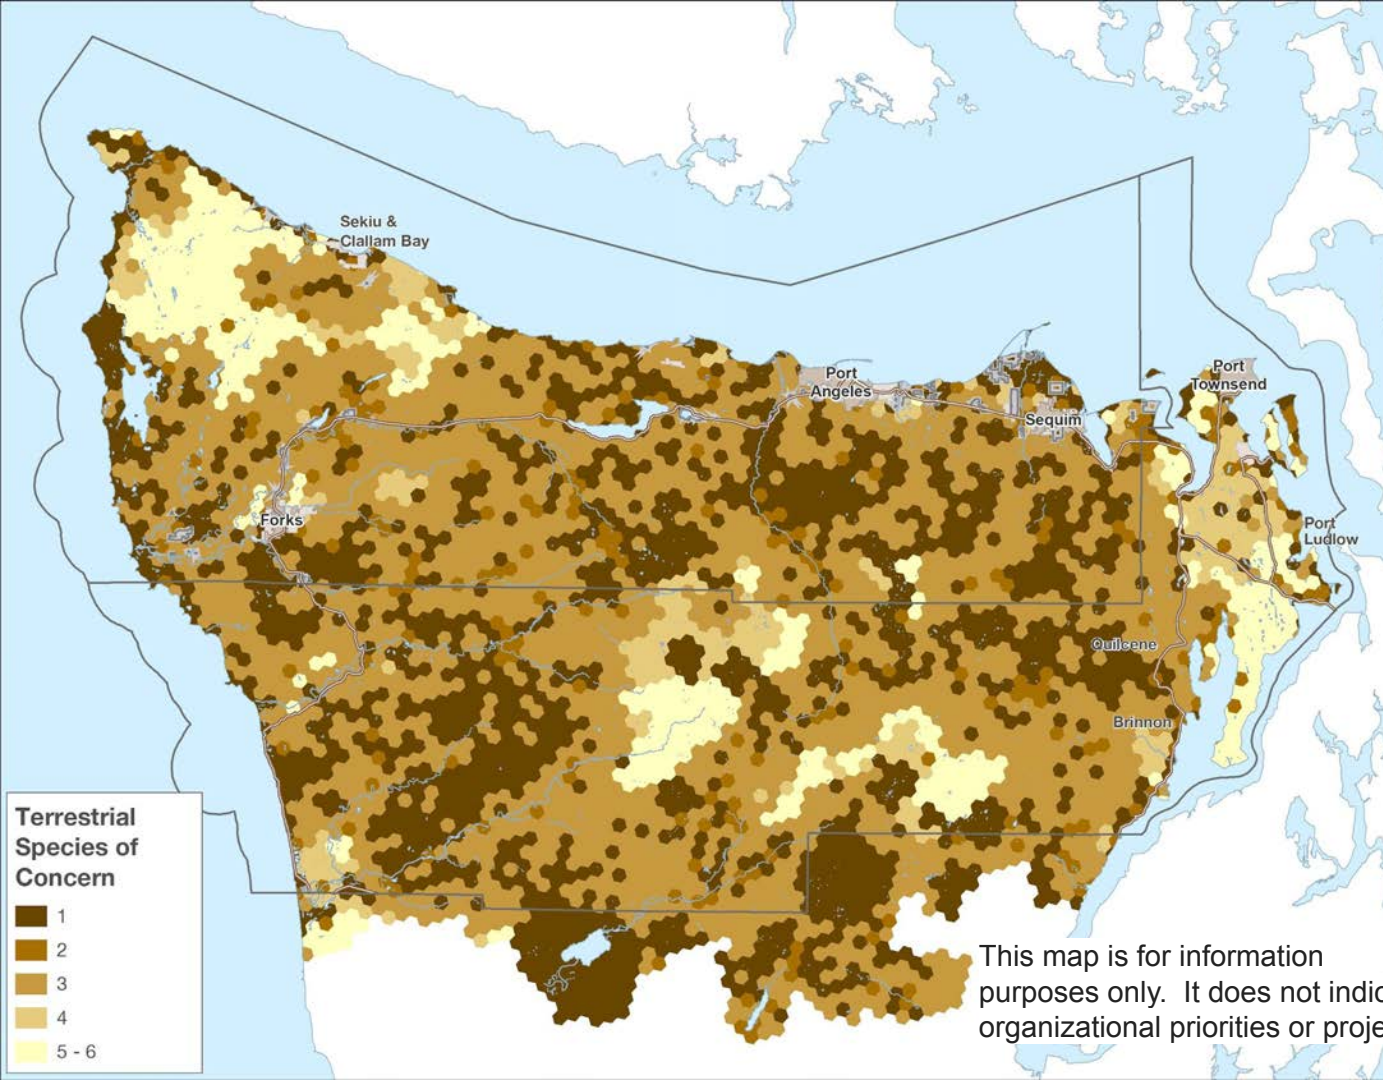 Sekiu &
Clallam Bay
Port
Angeles
Sequim
Port
Townsend
Forks
Port
Ludlow
Quilcene
Brinnon
Terrestrial
Species of
Concern
1
2
3
4
5 - 6
This map is for information
purposes only. It does not indic
organizational priorities or proje